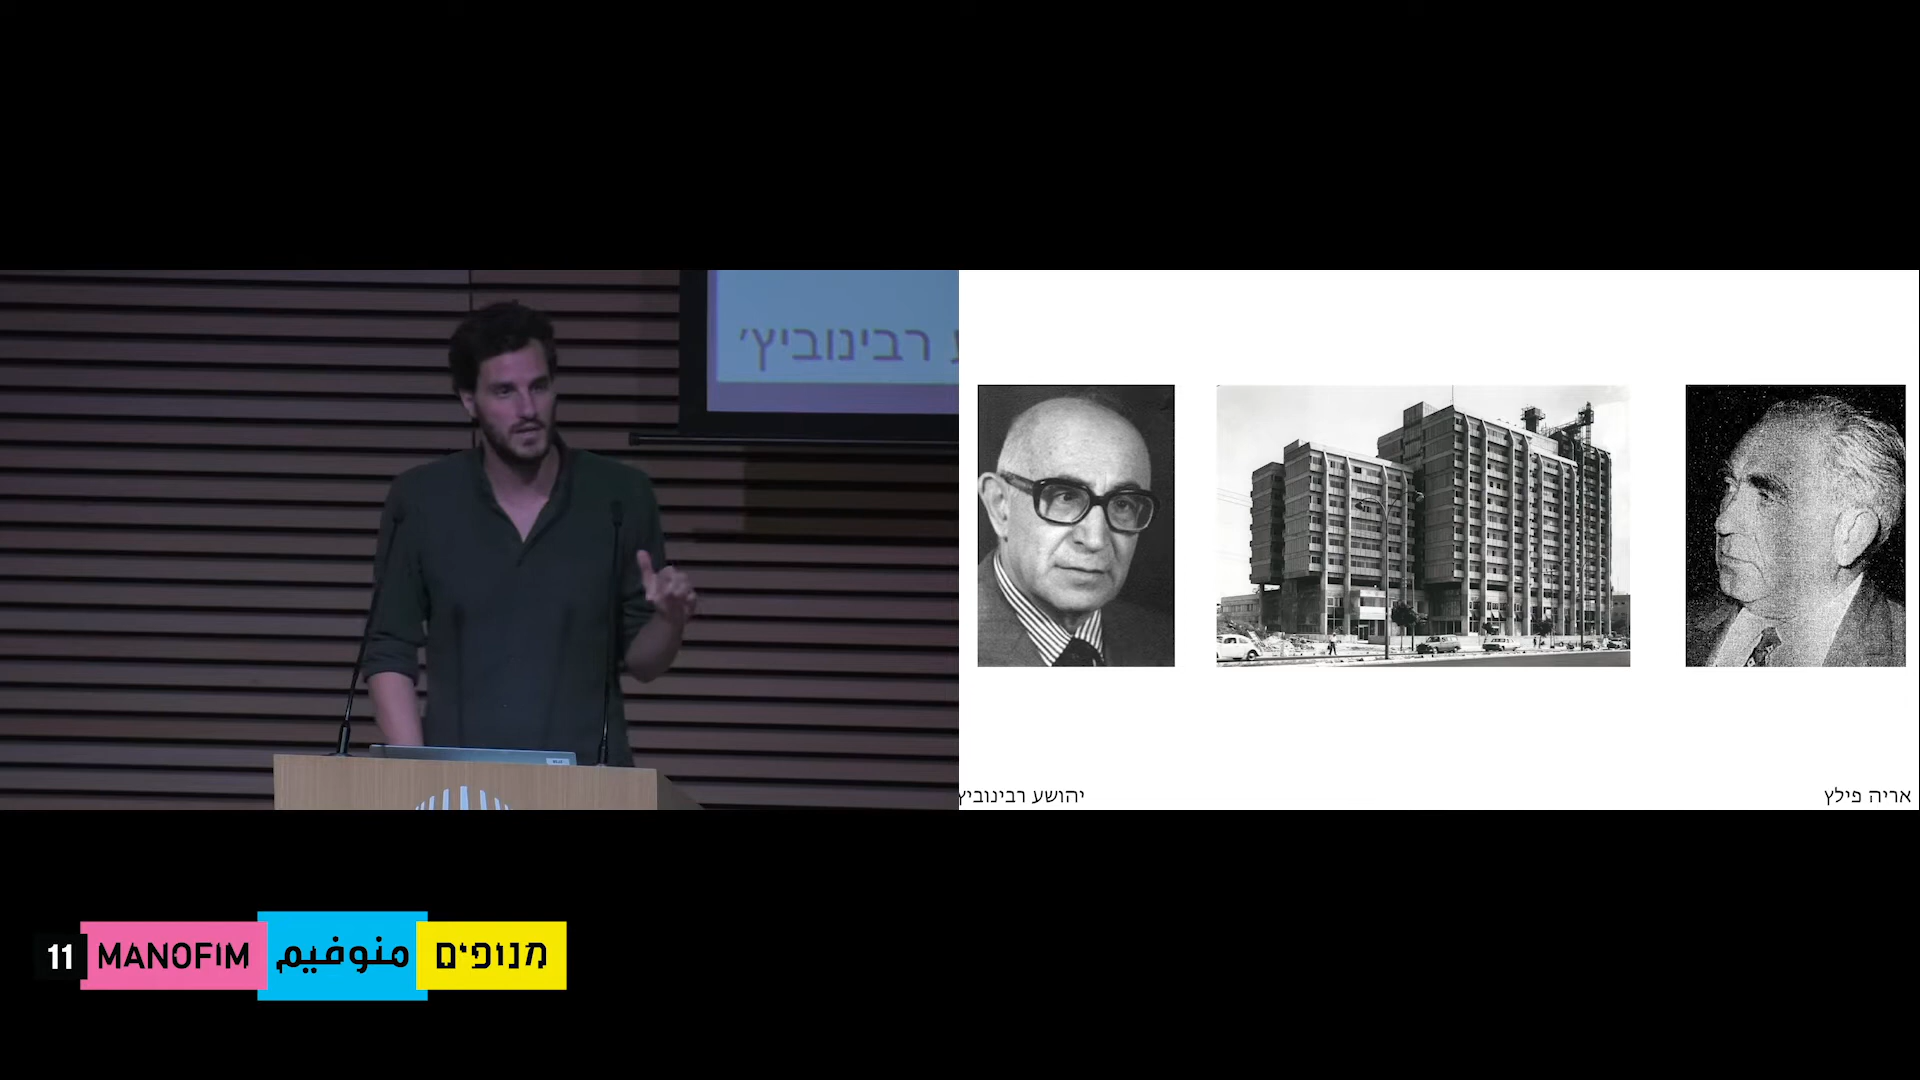 רבינוביץ'
יהושע רבינוביץ
אריה פילץ
11
MANOFIM
منوفيم
מנופים